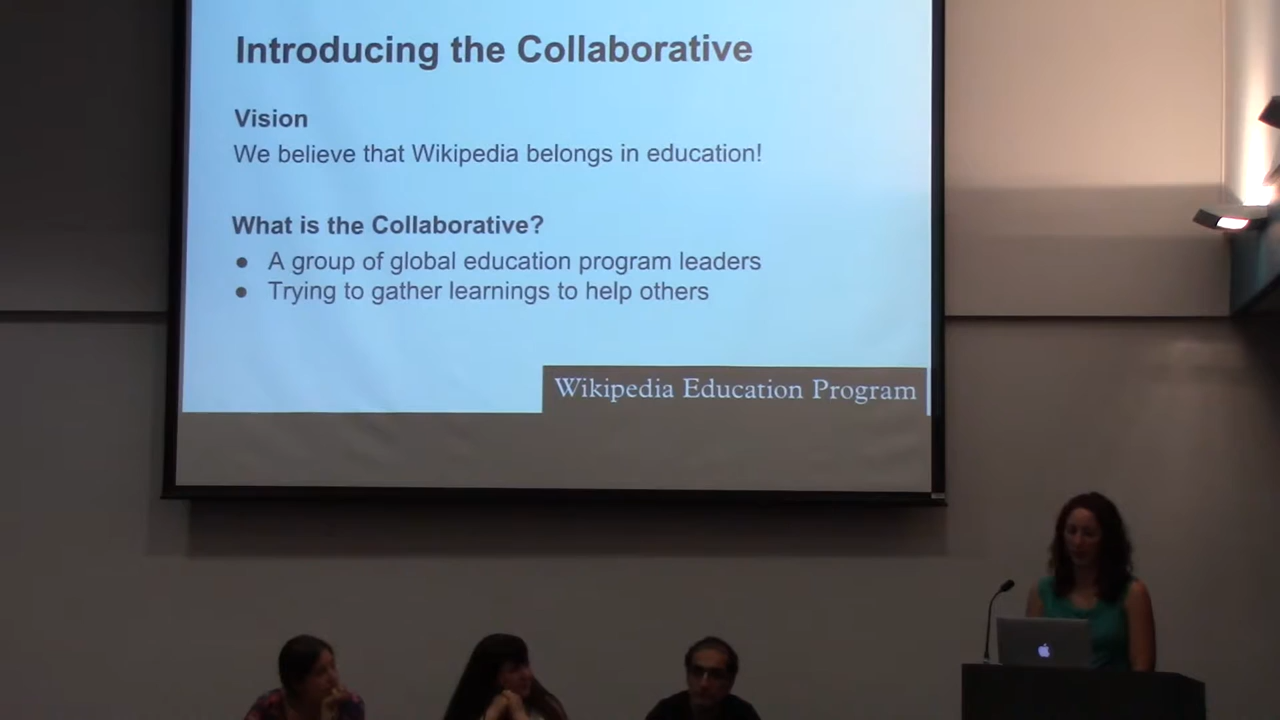 Introducing the Collaborative
Vision
We believe that Wikipedia belongs in education!
What is the Collaborative?
● A group of global education program leaders
● Trying to gather learnings to help others
Wikipedia Education Program